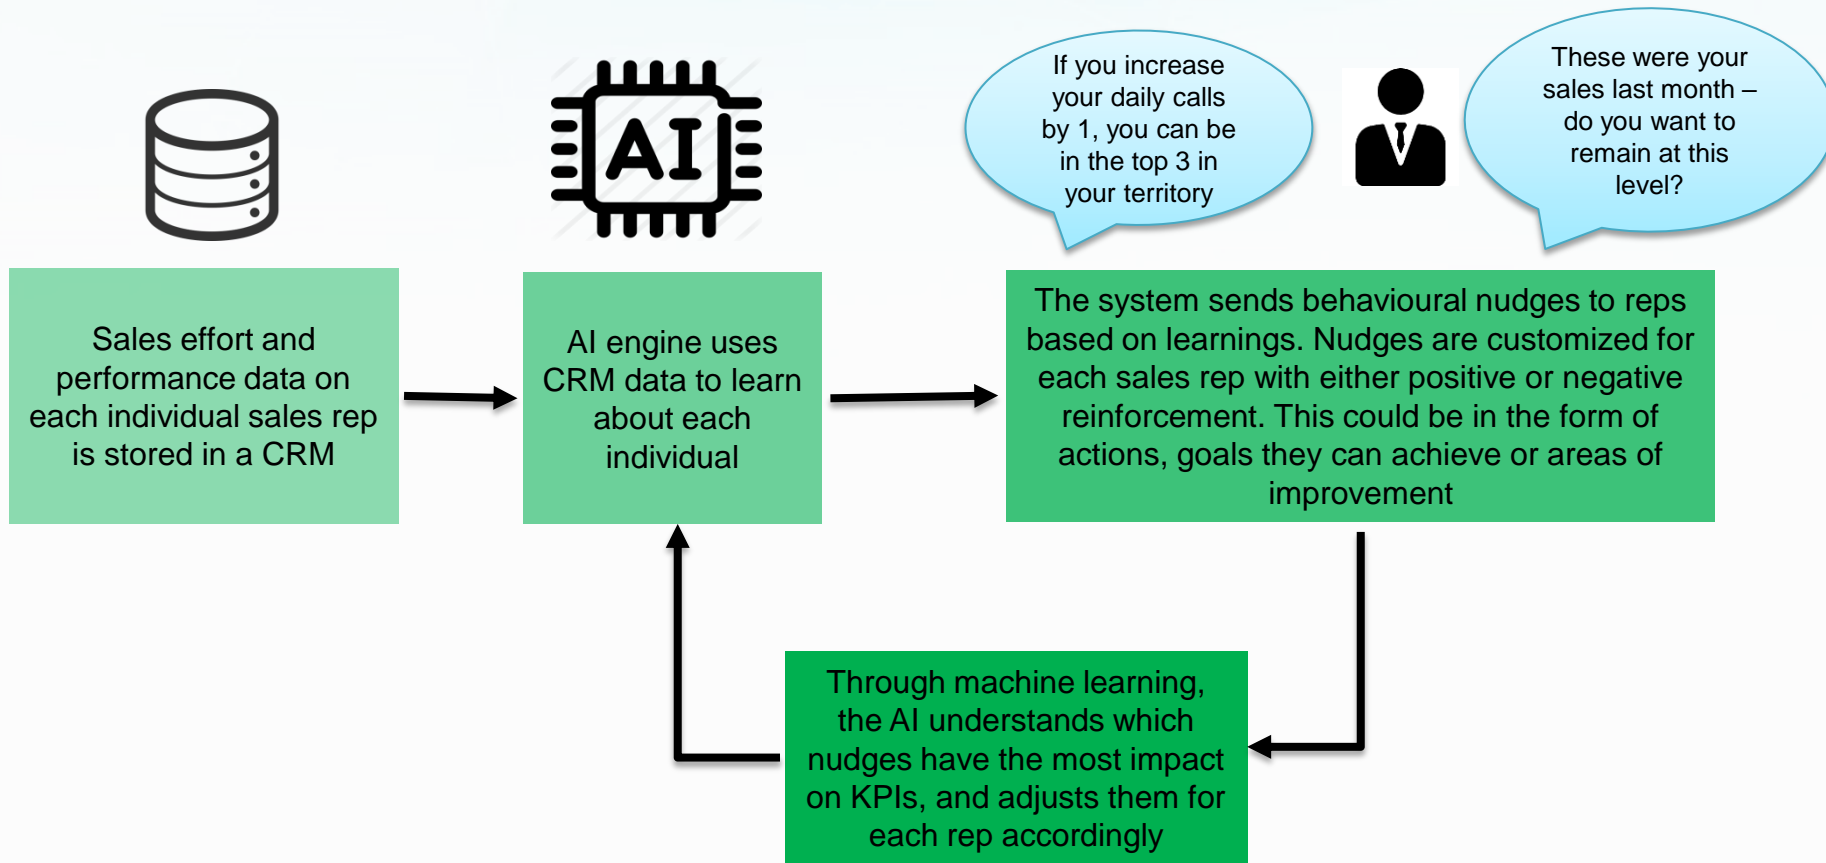 If you increase
your daily calls
by 1, you can be
in the top 3 in
your territory
These were your
sales last month –
do you want to
remain at this
level?
AI
Sales effort and
performance data on
each individual sales rep
is stored in a CRM
AI engine uses
CRM data to learn
about each
individual
The system sends behavioural nudges to reps
based on learnings. Nudges are customized for
each sales rep with either positive or negative
reinforcement. This could be in the form of
actions, goals they can achieve or areas of
improvement
Through machine learning,
the AI understands which
nudges have the most impact
on KPIs, and adjusts them for
each rep accordingly